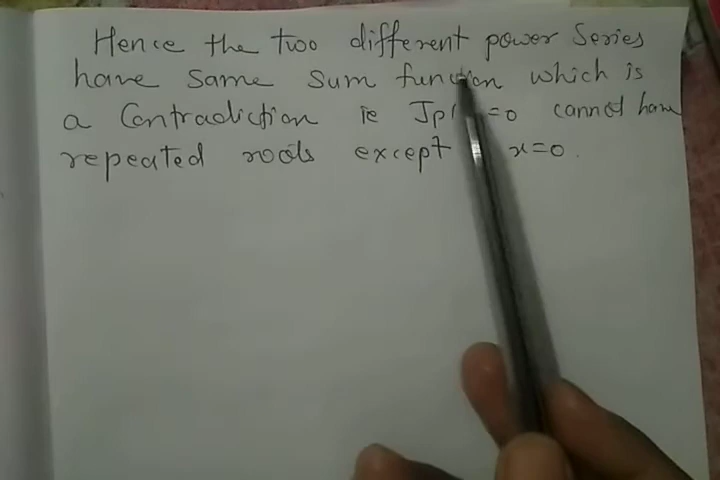 Hence the two different power Series
have same sum function which is
a Contradiction ie Jp =0 cannot have
repeated roots except x=0.